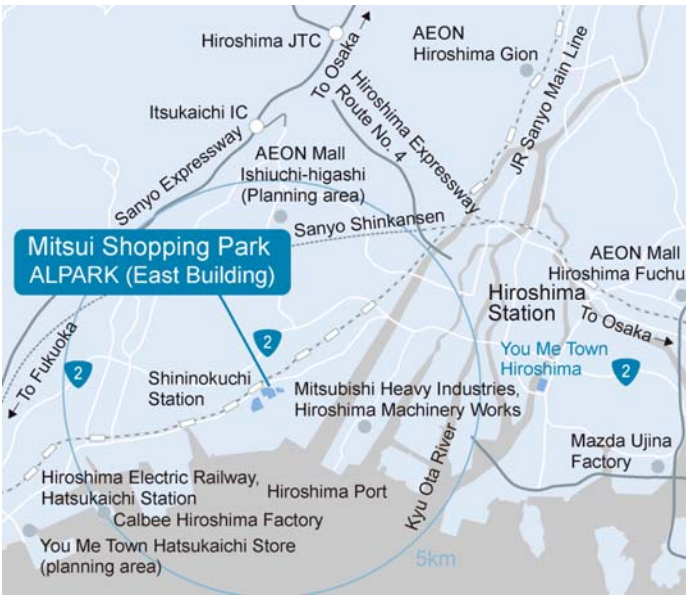 Hiroshima JTC
To Osaka
AEON
Hiroshima Gion
JR Sanyo Main Line
Itsukaichi IC
Hiroshima Expressway
Route No. 4
Sanyo Expressway
AEON Mall
Ishiuchi-higashi
(Planning area)
Sanyo Shinkansen
Mitsui Shopping Park
ALPARK (East Building)
AEON Mall
Hiroshima Fuchu
Hiroshima
Station
To Osaka
To Fukuoka
2
2
Shininokuchi
Station
You Me Town
Hiroshima
2
Mitsubishi Heavy Industries,
Hiroshima Machinery Works
Kyu Ota River
Mazda Ujina
Factory
Hiroshima Electric Railway,
Hatsukaichi Station
Hiroshima Port
Calbee Hiroshima Factory
You Me Town Hatsukaichi Store
(planning area)
5km